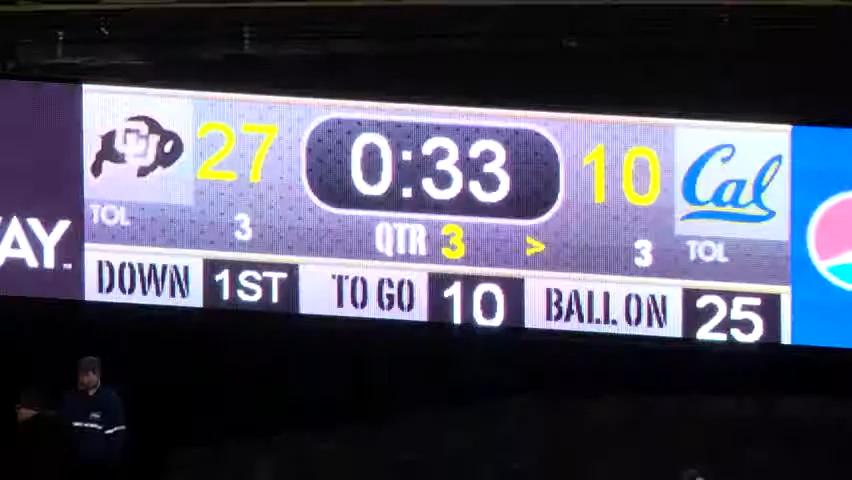 CU 27 0:33 10 Cal
TOL 3 QTR 3 > 3 TOL
AY
DOWN 1ST TO GO 10 BALL ON 25